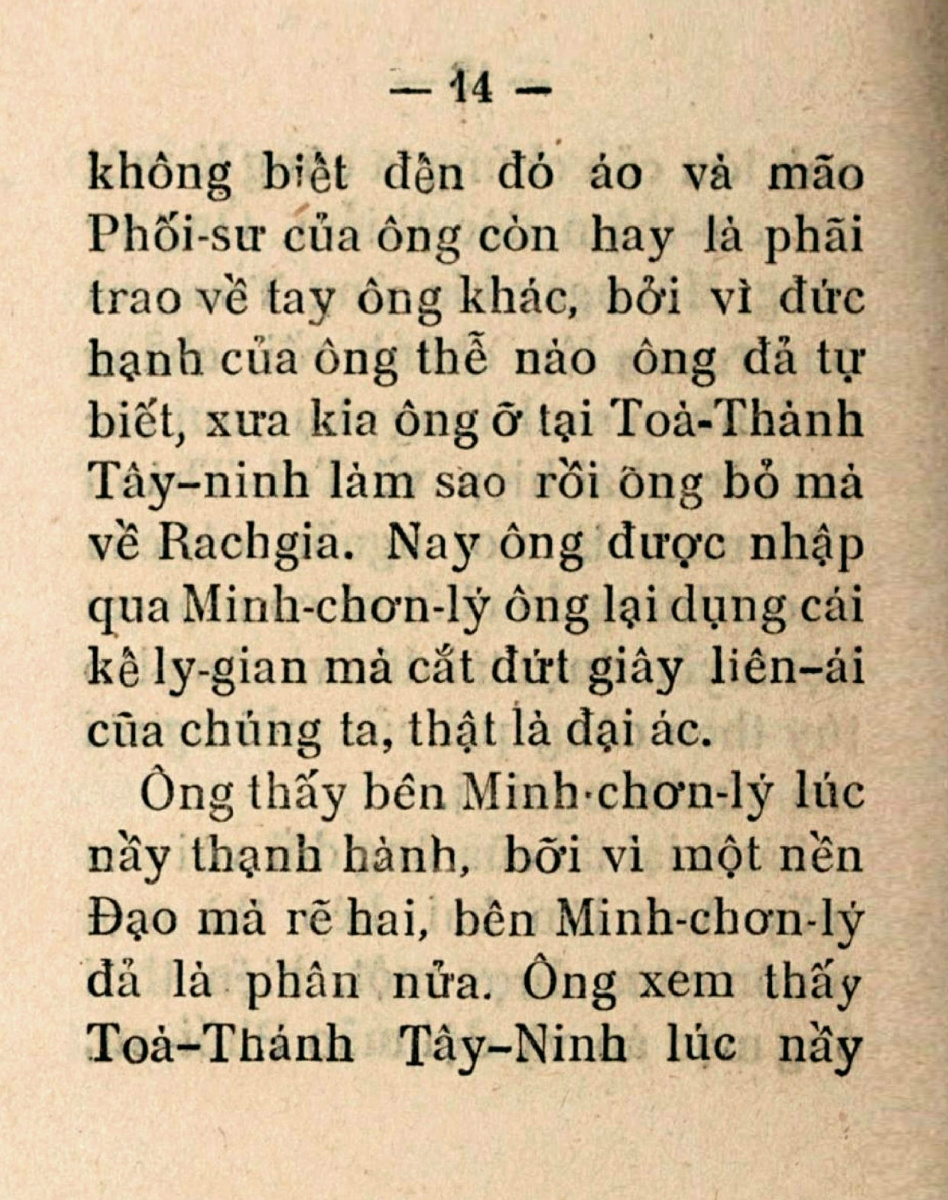 — 14 —
không biết đến đó áo và mão
Phối-sư của ông còn hay là phãi
trao về tay ông khác, bởi vì đức
hạnh của ông thễ nào ông đả tự
biết, xưa kia ông ỡ tại Toà-Thánh
Tây-ninh làm sao rồi ông bỏ mà
về Rachgia. Nay ông được nhập
qua Minh-chơn-lý ông lại dụng cái
kê ly-gian mà cắt đứt giây liên-ái
cũa chúng ta, thật là đại ác.
Ông thấy bên Minh-chơn-lý lúc
nầy thạnh hành, bỡi vì một nền
Đạo mà rẽ hai, bên Minh-chơn-lý
đả là phân nửa. Ông xem thấy
Toà-Thánh Tây-Ninh lúc nầy